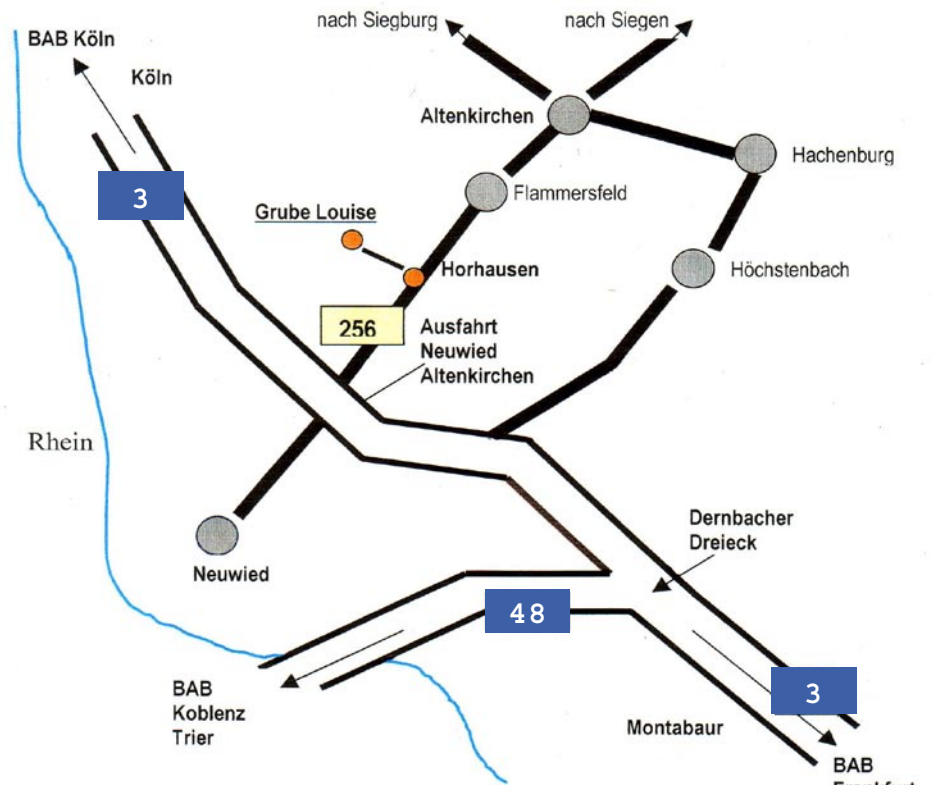 nach Siegburg
nach Siegen
BAB Köln
Köln
Altenkirchen
Hachenburg
3
Flammersfeld
Grube Louise
Horhausen
Höchstenbach
256
Ausfahrt
Neuwied
Altenkirchen
Rhein
Dernbacher
Dreieck
Neuwied
48
BAB
Koblenz
Trier
3
Montabaur
BAB